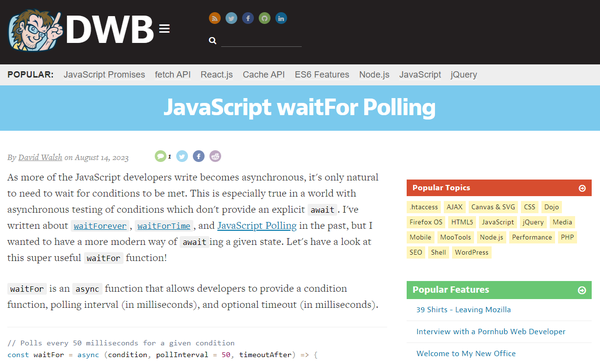 DWB
POPULAR: JavaScript Promises fetch API React.js Cache API ES6 Features Node.js JavaScript jQuery
JavaScript waitFor Polling
By David Walsh on August 14, 2023
1
As more of the JavaScript developers write becomes asynchronous, it's only natural
to need to wait for conditions to be met. This is especially true in a world with
asynchronous testing of conditions which don't provide an explicit await. I've
written about waitForever, waitForTime, and JavaScript Polling in the past, but I
wanted to have a more modern way of awaiting a given state. Let's have a look at
this super useful waitFor function!
waitFor is an async function that allows developers to provide a condition
function, polling interval (in milliseconds), and optional timeout (in milliseconds).
// Polls every 50 milliseconds for a given condition
const waitFor = async (condition, pollInterval = 50, timeoutAfter) => {
Popular Topics
.htaccess AJAX Canvas & SVG CSS Dojo
Firefox OS HTML5 JavaScript jQuery Media
Mobile MooTools Node.js Performance PHP
SEO Shell WordPress
Popular Features
39 Shirts - Leaving Mozilla
Interview with a Pornhub Web Developer
Welcome to My New Office